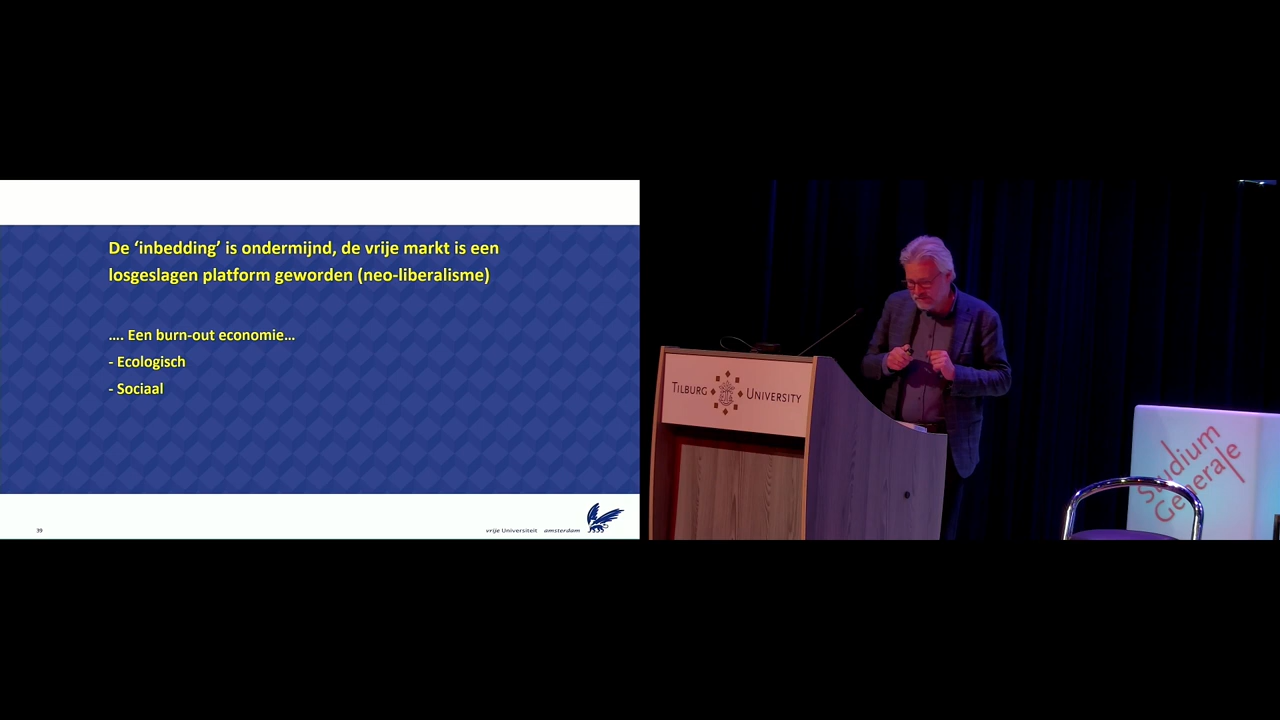 De ‘inbedding’ is ondermijnd, de vrije markt is een
losgeslagen platform geworden (neo-liberalisme)
.... Een burn-out economie...
- Ecologisch
- Sociaal
39
vrije Universiteit amsterdam
TILBURG UNIVERSITY
Studium
Generale